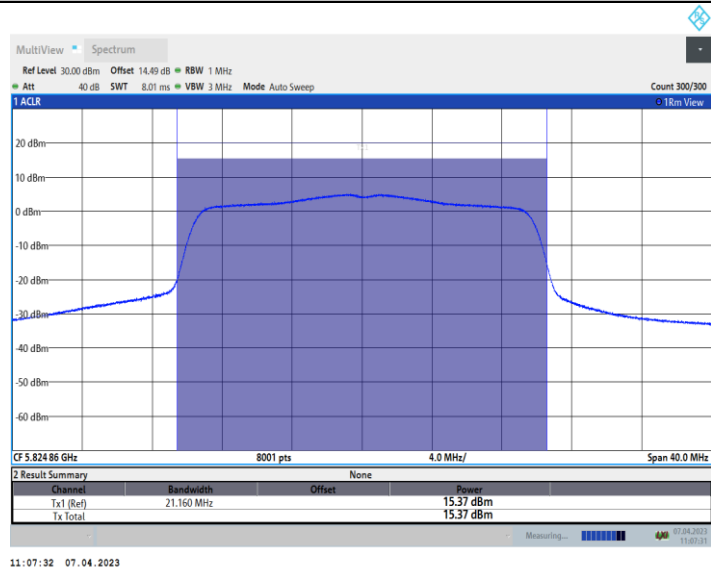 MultiView Spectrum
Ref Level 30.00 dBm Offset 14.49 dB RBW 1 MHz
Att 40 dB SWT 8.01 ms VBW 3 MHz Mode Auto Sweep Count 300/300
1 ACLR 1Rm View
20 dBm
10 dBm
0 dBm
-10 dBm
-20 dBm
-30 dBm
-40 dBm
-50 dBm
-60 dBm
CF 5.824 86 GHz 8001 pts 4.0 MHz/ Span 40.0 MHz
2 Result Summary None
Channel Bandwidth Offset Power
Tx1 (Ref) 21.160 MHz 15.37 dBm
Tx Total 15.37 dBm
Measuring... 07.04.2023
11:07:31
11:07:32 07.04.2023